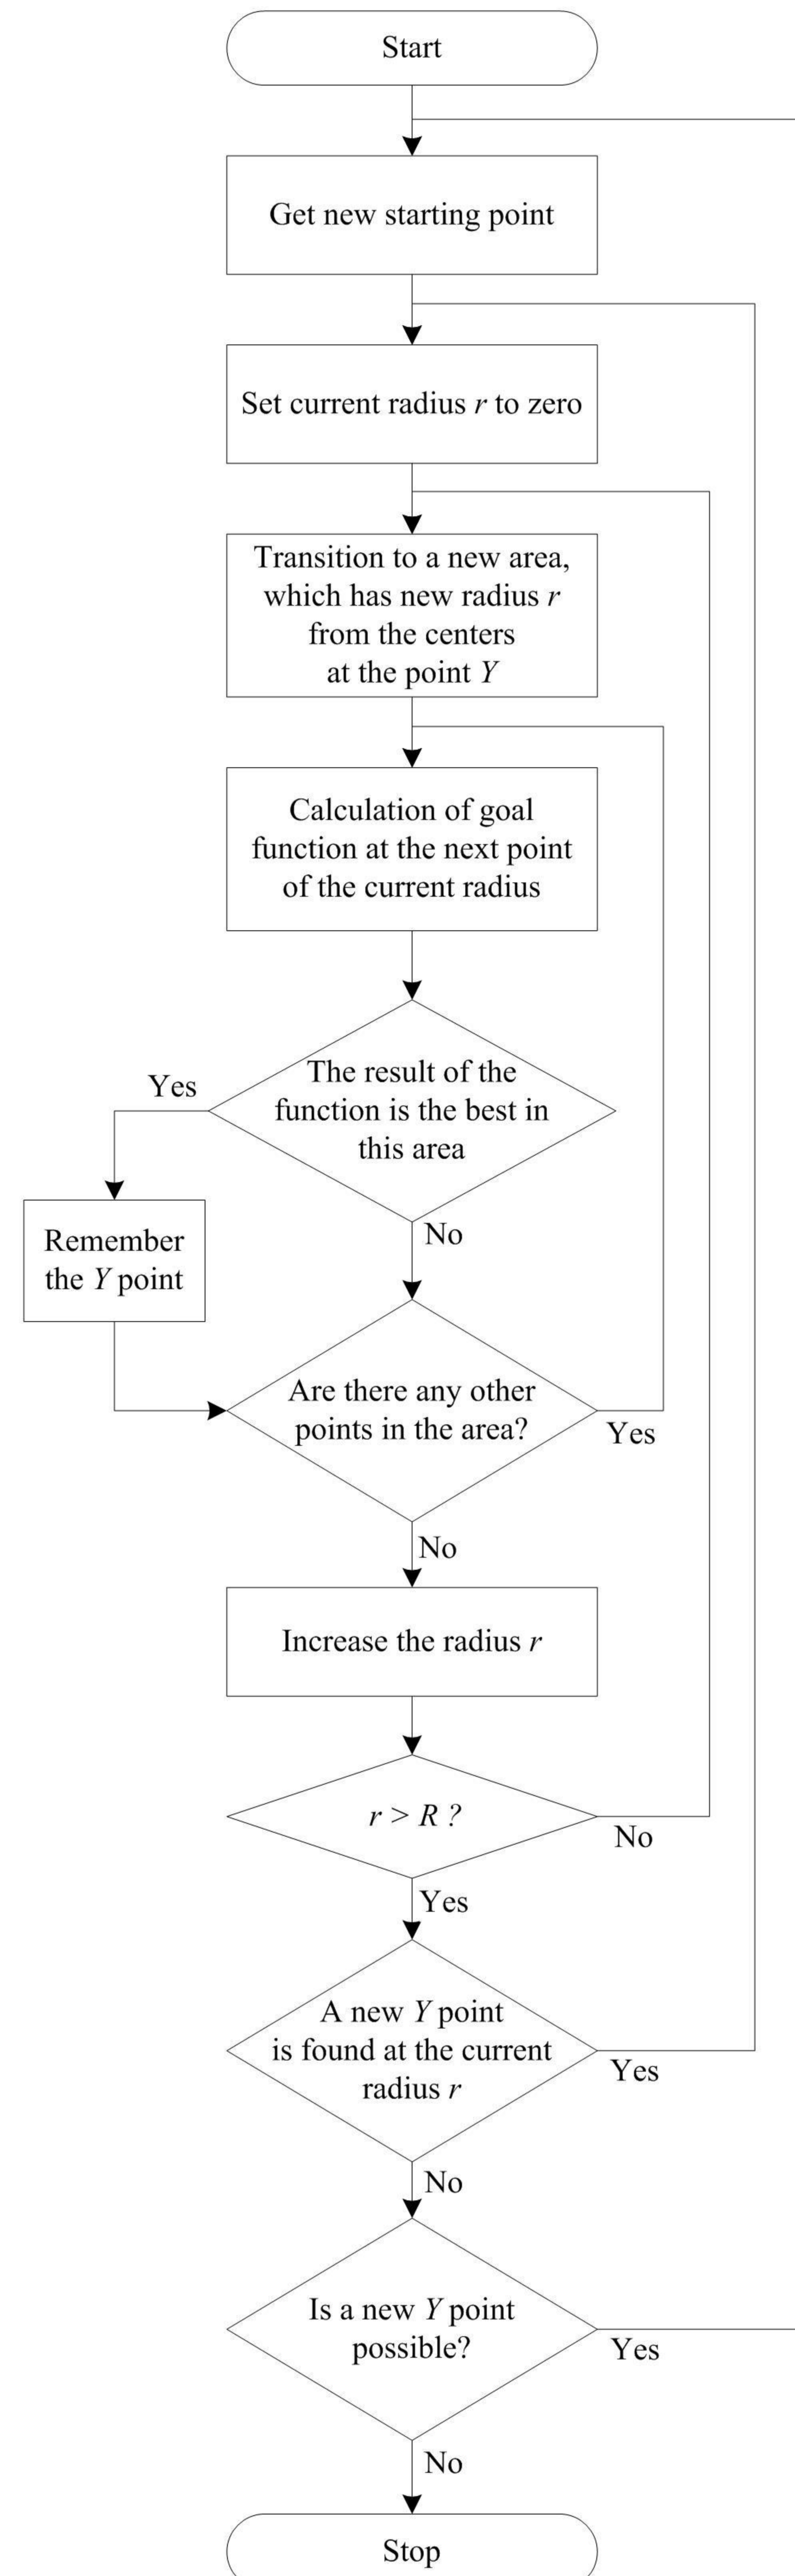 Start
Get new starting point
Set current radius r to zero
Transition to a new area,
which has new radius r
from the centers
at the point Y
Calculation of goal
function at the next point
of the current radius
The result of the
function is the best in
this area
Yes
No
Remember
the Y point
Are there any other
points in the area?
Yes
No
Increase the radius r
r > R ?
No
Yes
A new Y point
is found at the current
radius r
Yes
No
Is a new Y point
possible?
Yes
No
Stop